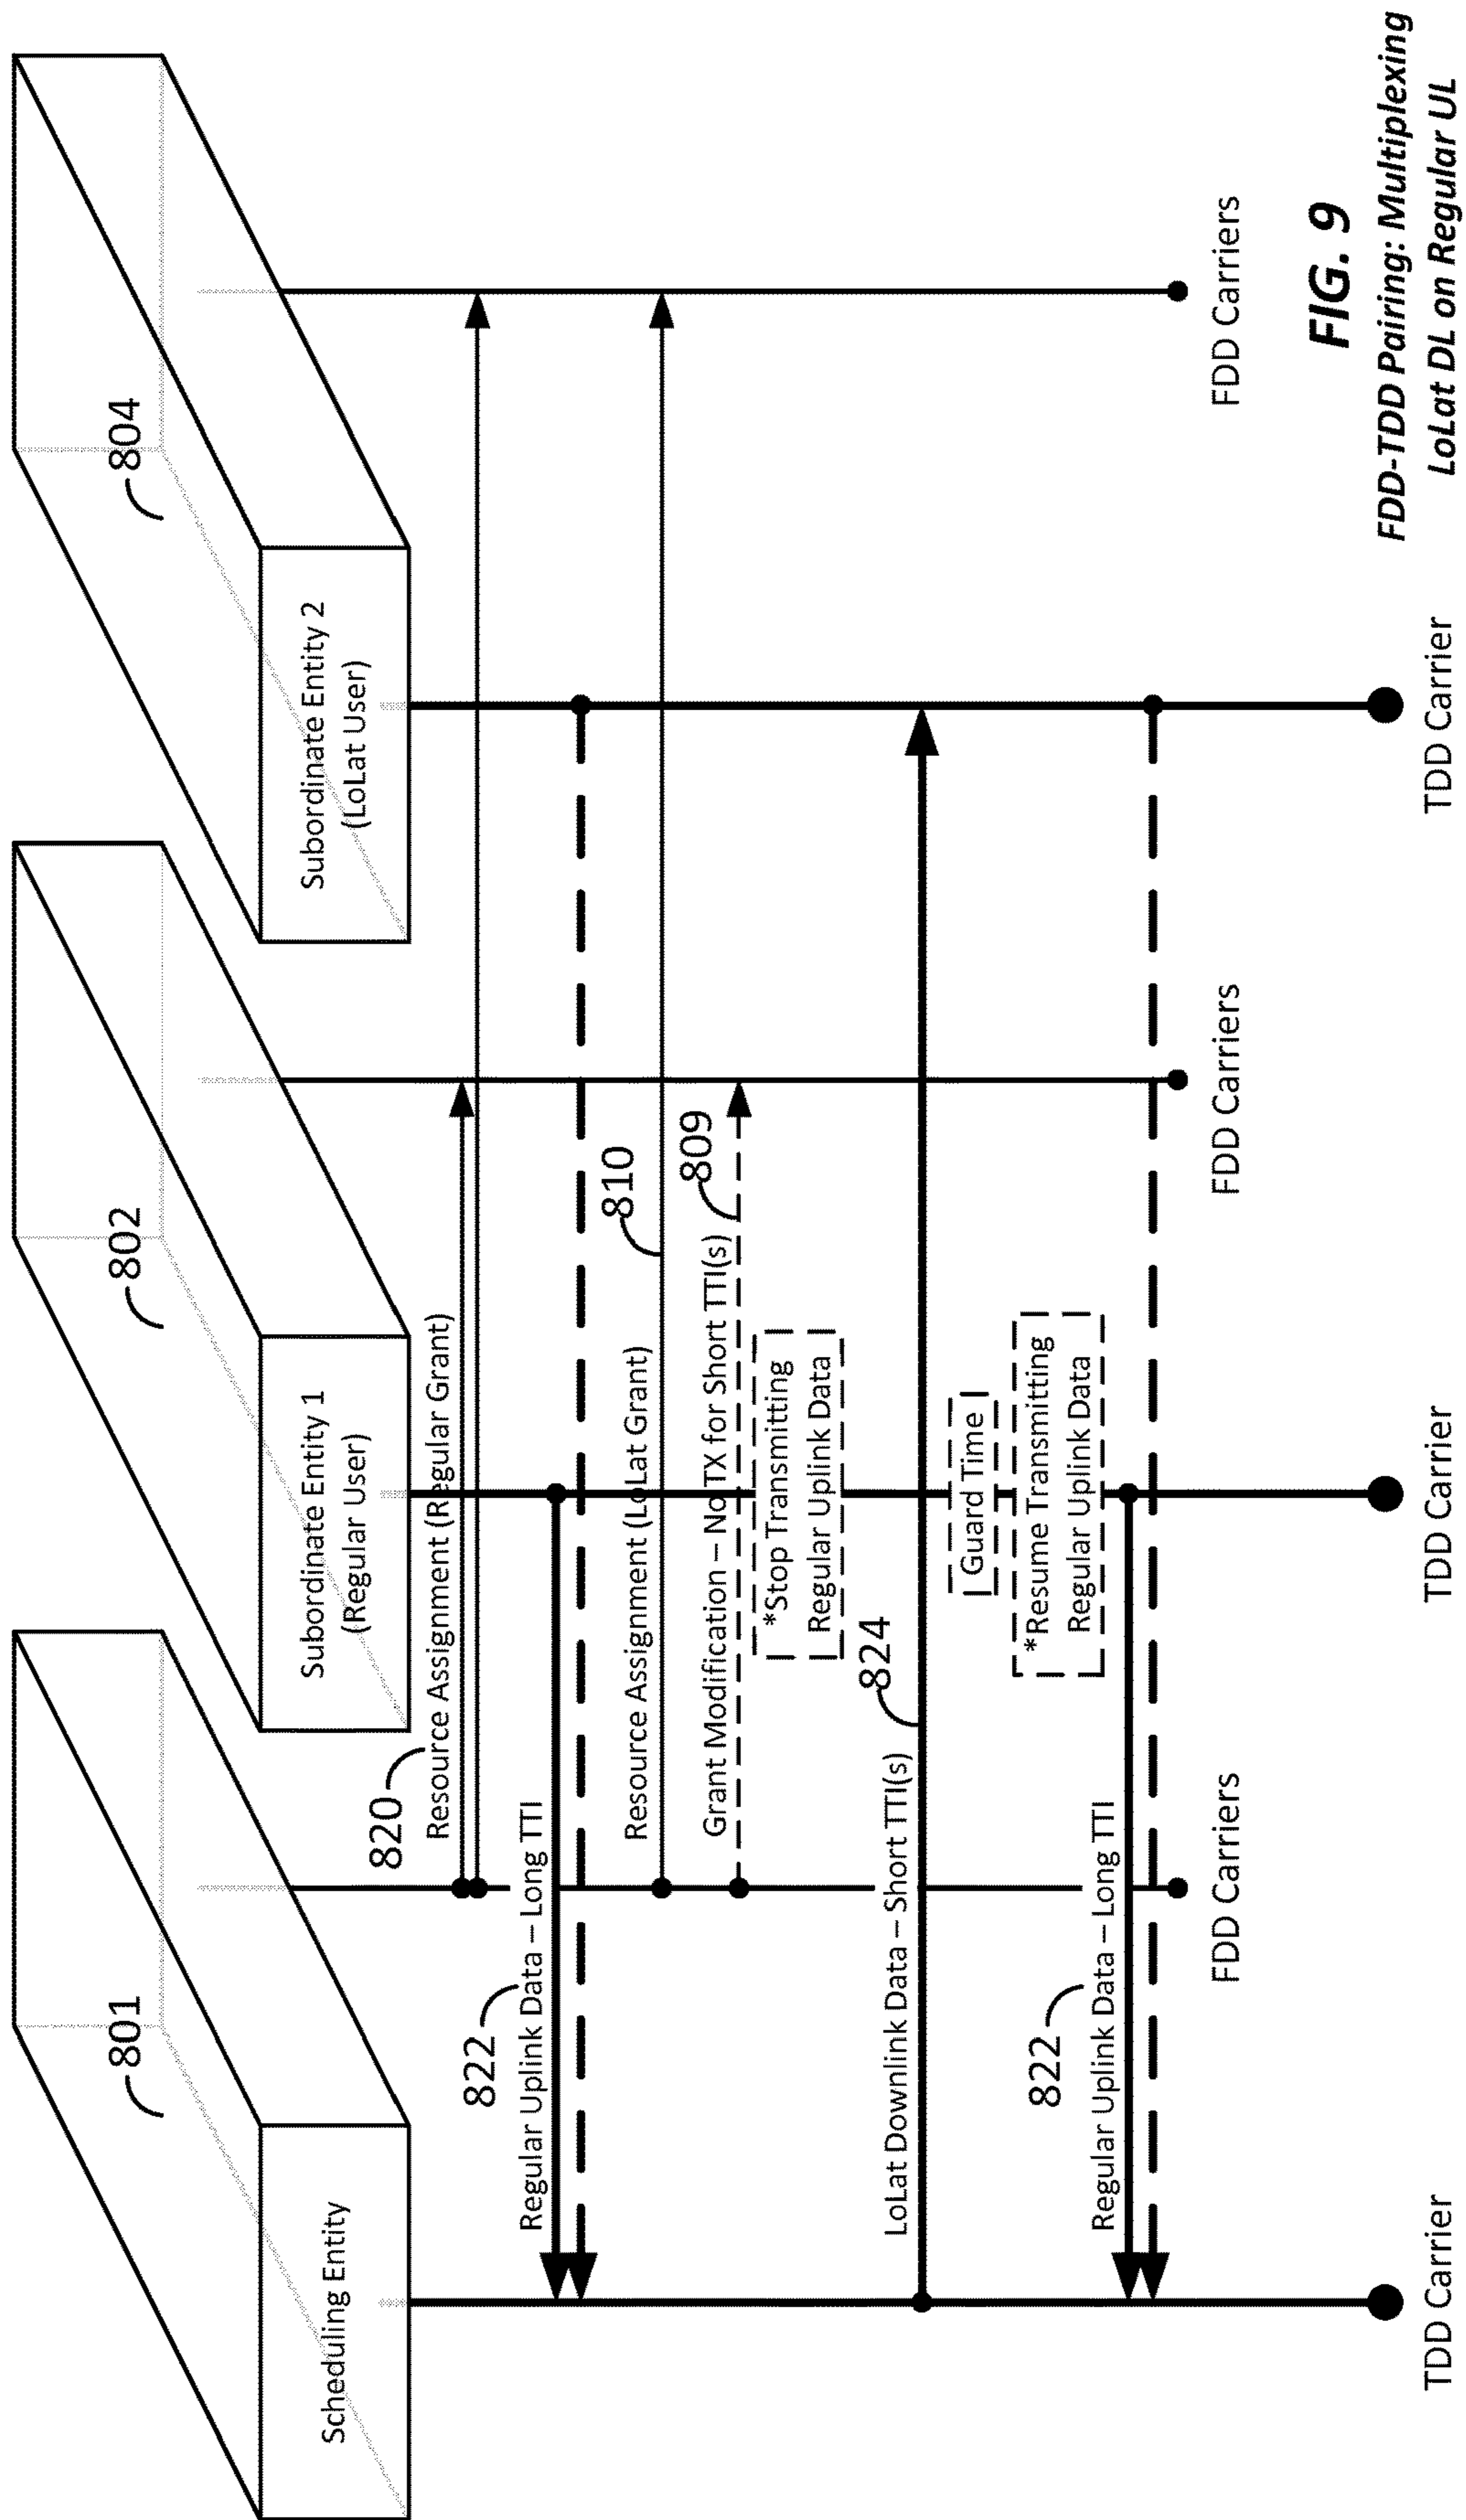 801
802
804
Scheduling Entity
Subordinate Entity 1
(Regular User)
Subordinate Entity 2
(LoLat User)
820
Resource Assignment (Regular Grant)
822
Regular Uplink Data – Long TTI
810
Resource Assignment (LoLat Grant)
809
Grant Modification – No TX for Short TTI(s)
*Stop Transmitting
Regular Uplink Data
824
LoLat Downlink Data – Short TTI(s)
Guard Time
*Resume Transmitting
Regular Uplink Data
822
Regular Uplink Data – Long TTI
FDD Carriers
FDD Carriers
FDD Carriers
TDD Carrier
TDD Carrier
TDD Carrier
FIG. 9
FDD-TDD Pairing: Multiplexing
LoLat DL on Regular UL